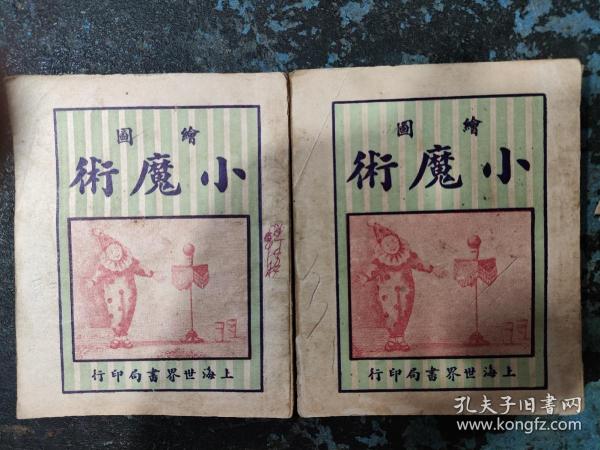 繪圖
小魔術
上海世界書局印行
繪圖
小魔術
上海世界書局印行
孔夫子旧書网
www.kongfz.com